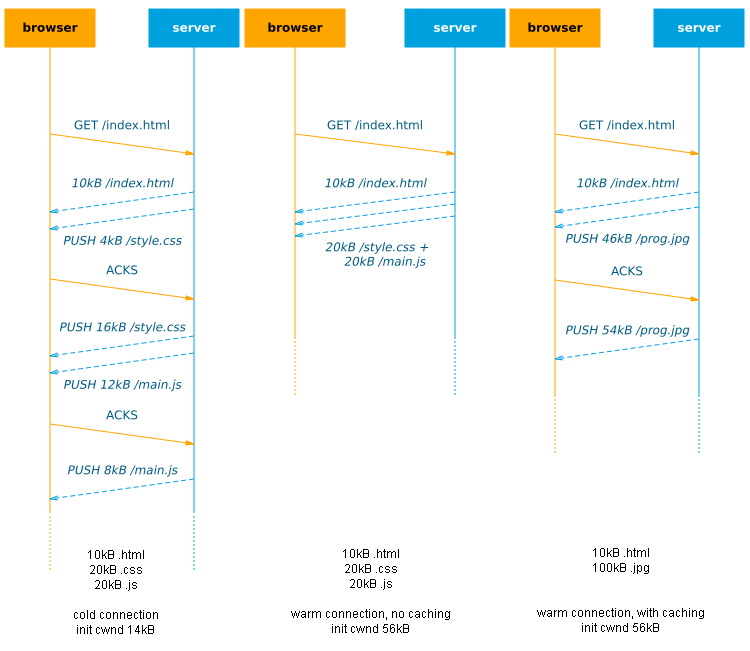 browser
server
GET /index.html
10kB /index.html
PUSH 4kB /style.css
ACKS
PUSH 16kB /style.css
PUSH 12kB /main.js
ACKS
PUSH 8kB /main.js
10kB .html
20kB .css
20kB .js
cold connection
init cwnd 14kB
browser
server
GET /index.html
10kB /index.html
20kB /style.css +
20kB /main.js
10kB .html
20kB .css
20kB .js
warm connection, no caching
init cwnd 56kB
browser
server
GET /index.html
10kB /index.html
PUSH 46kB /prog.jpg
ACKS
PUSH 54kB /prog.jpg
10kB .html
100kB .jpg
warm connection, with caching
init cwnd 56kB